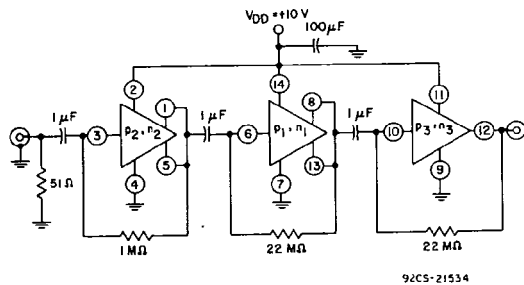 VDD = +10 V
100 μF
2
14
11
1 μF
3
p2, n2
1
5
4
1 μF
6
p1, n1
8
13
7
1 μF
10
p3, n3
12
9
51 Ω
1 MΩ
22 MΩ
22 MΩ
92CS-21534